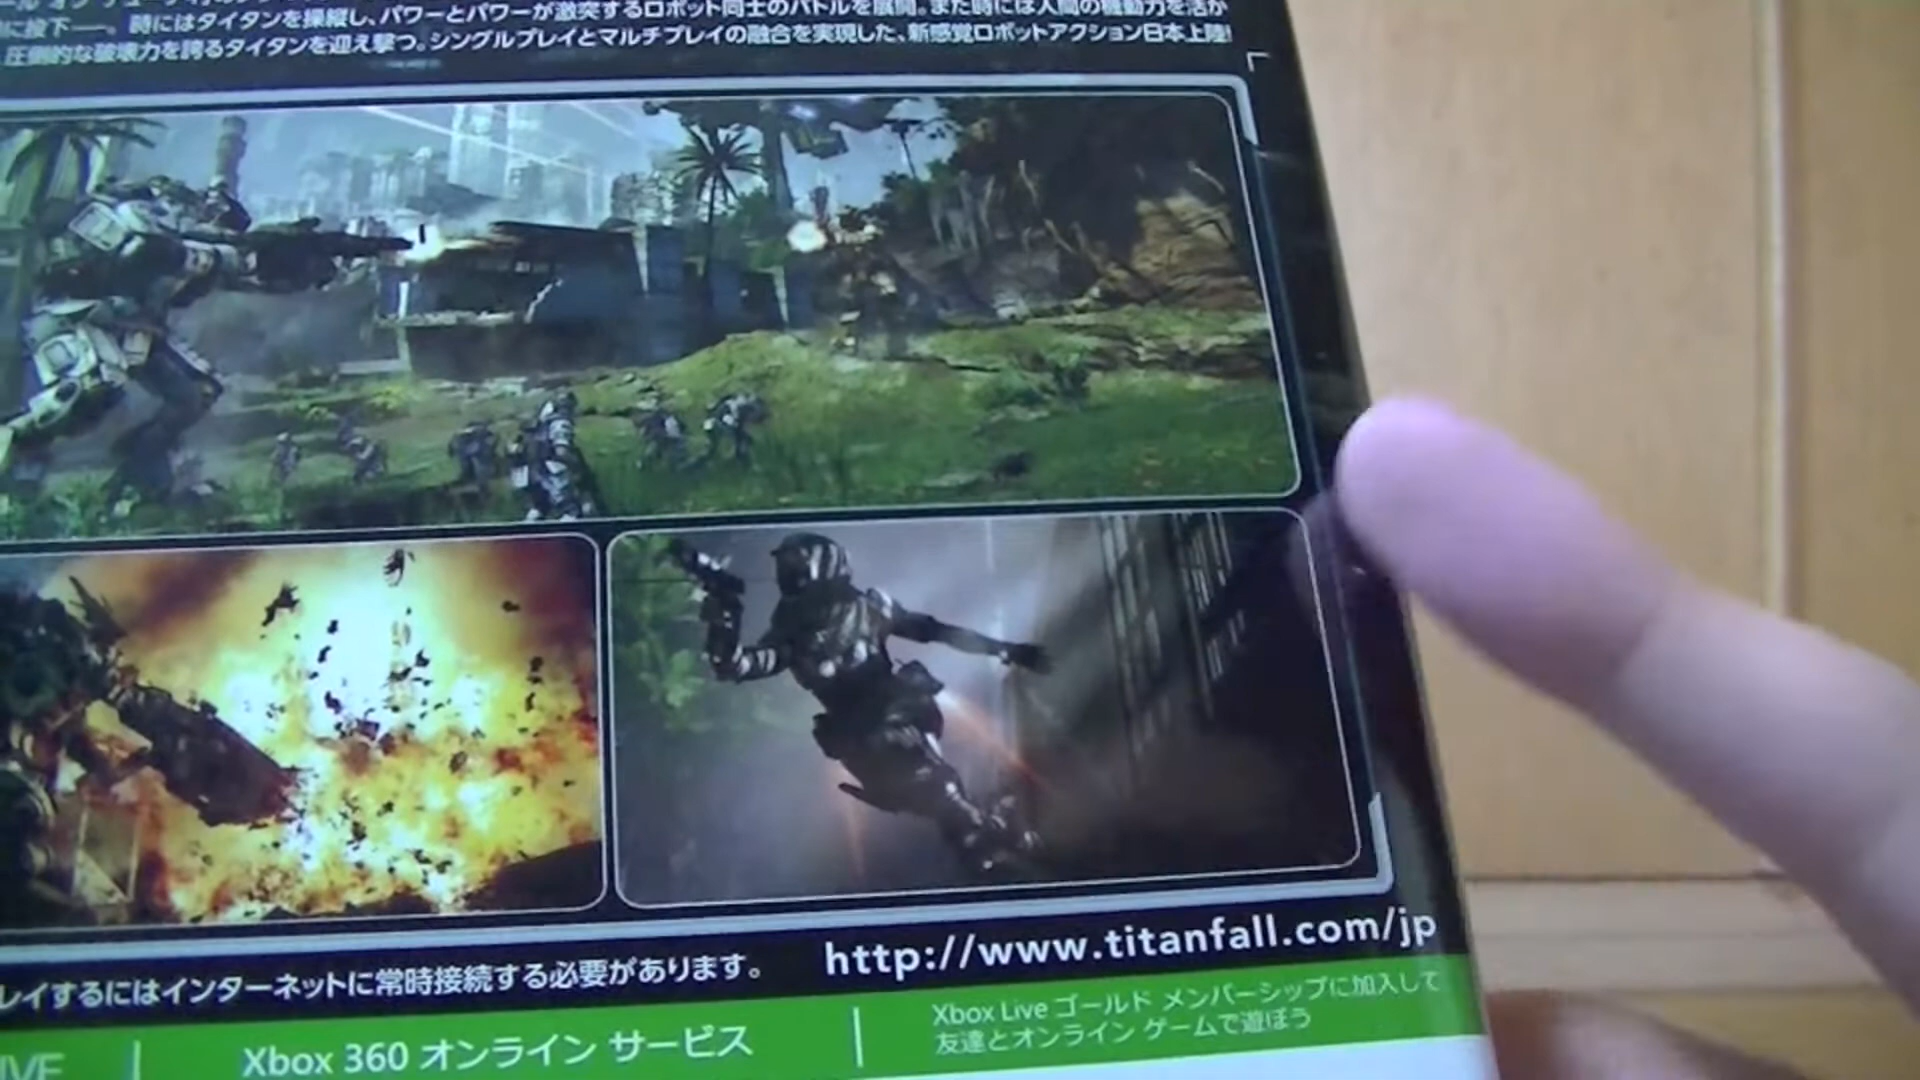 に投下──。時にはタイタンを操縦し、パワーとパワーが激突するロボット同士のバトルを展開。また時には人間の機動力を活か
圧倒的な破壊力を誇るタイタンを迎え撃つ。シングルプレイとマルチプレイの融合を実現した、新感覚ロボットアクション日本上陸!
レイするにはインターネットに常時接続する必要があります。
http://www.titanfall.com/jp
IVE
Xbox 360 オンライン サービス
Xbox Live ゴールド メンバーシップに加入して
友達とオンライン ゲームで遊ぼう